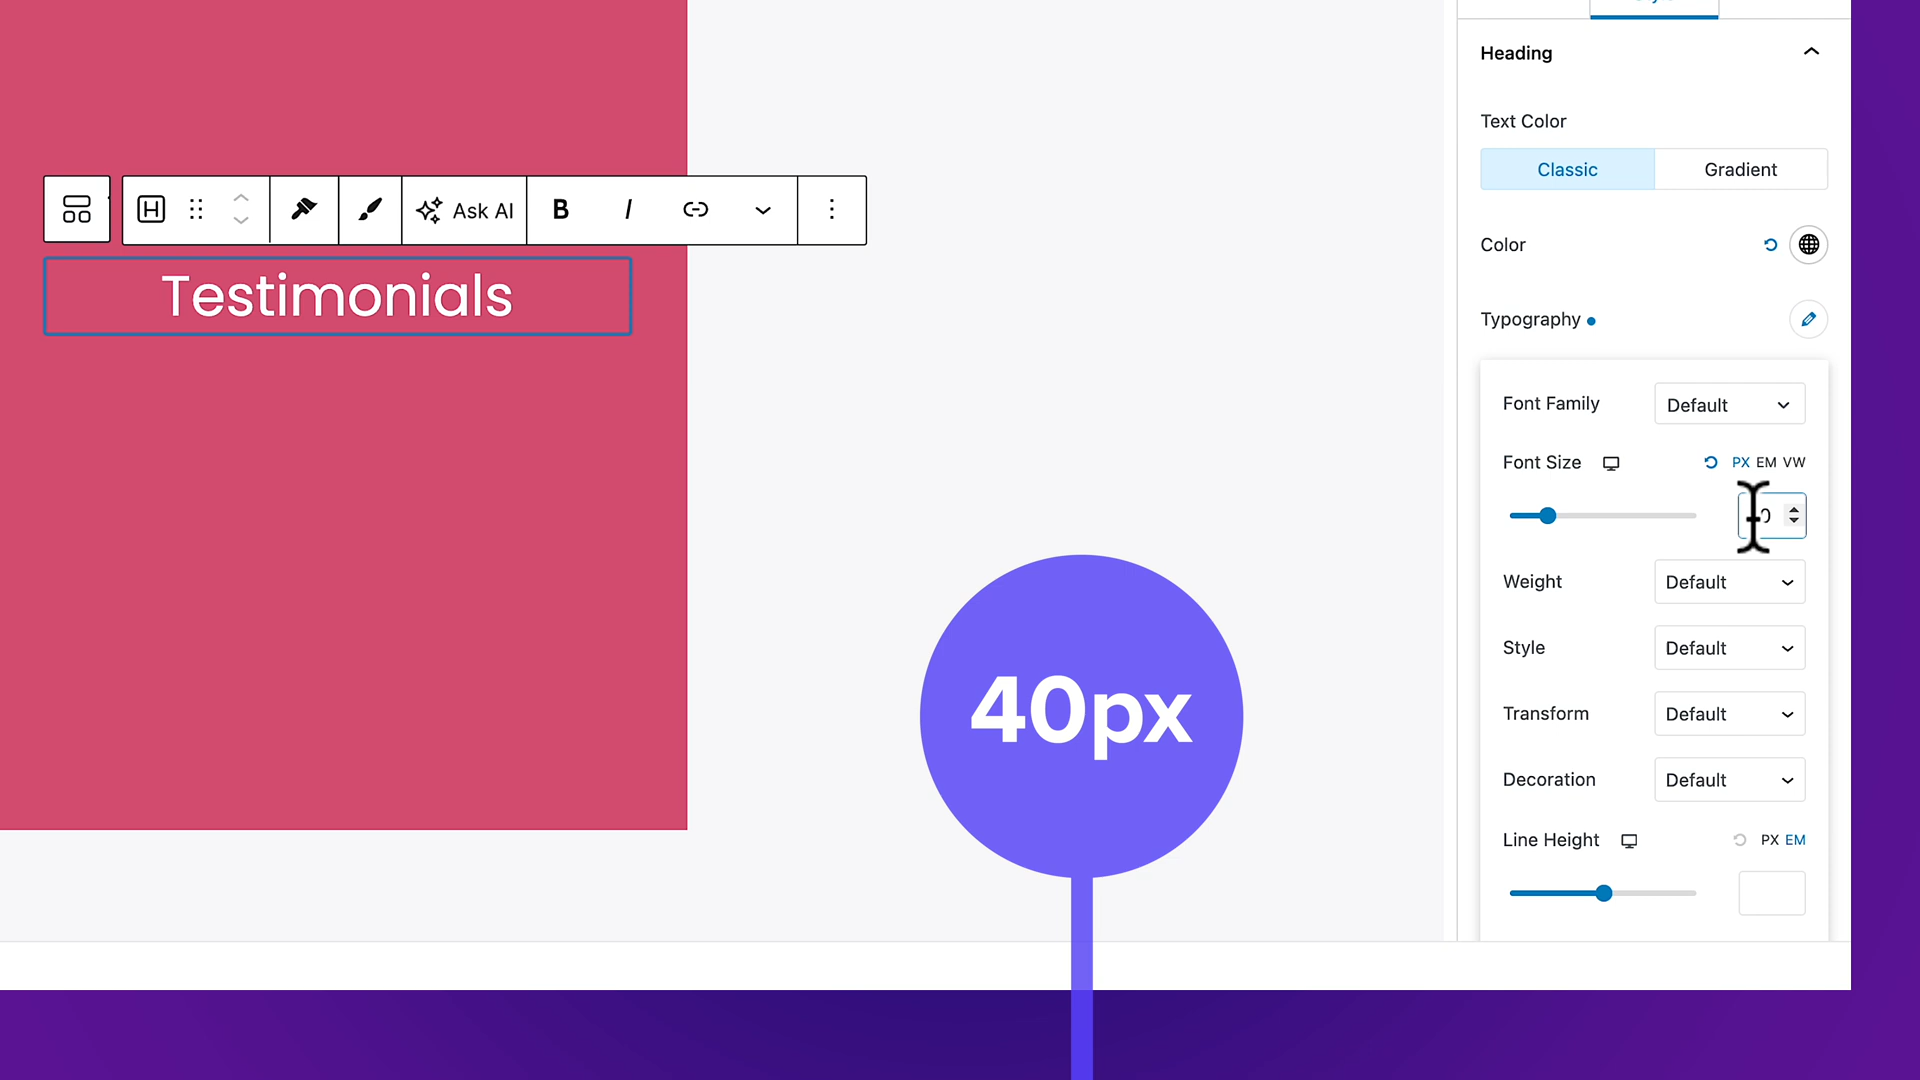 Heading
Text Color
Classic Gradient
Color
Typography
Font Family Default
Font Size PX EM VW
Weight Default
Style Default
Transform Default
Decoration Default
Line Height PX EM
Ask AI B I
Testimonials
40px